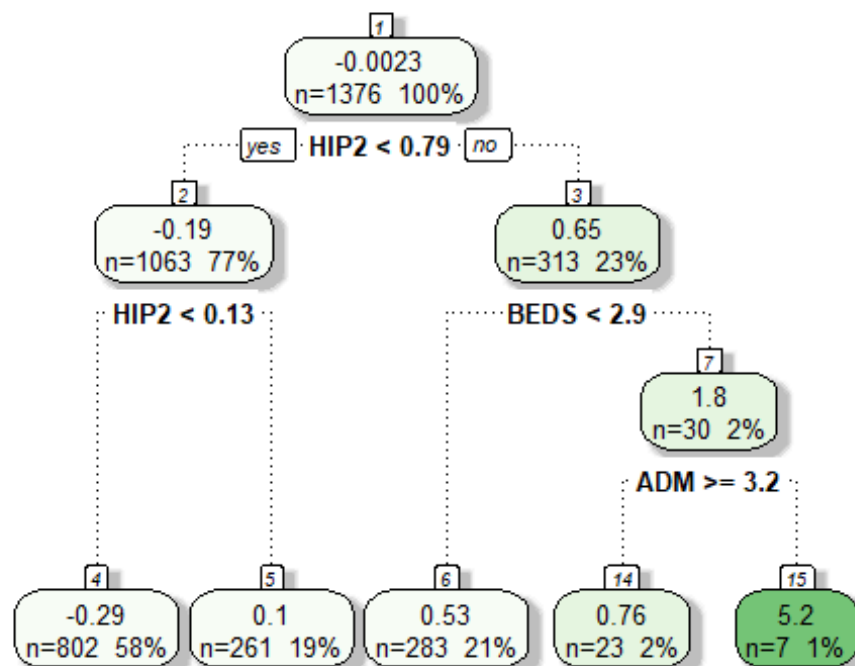 1
-0.0023
n=1376 100%
yes HIP2 < 0.79 no
2
-0.19
n=1063 77%
3
0.65
n=313 23%
HIP2 < 0.13
BEDS < 2.9
7
1.8
n=30 2%
ADM >= 3.2
4
-0.29
n=802 58%
5
0.1
n=261 19%
6
0.53
n=283 21%
14
0.76
n=23 2%
15
5.2
n=7 1%